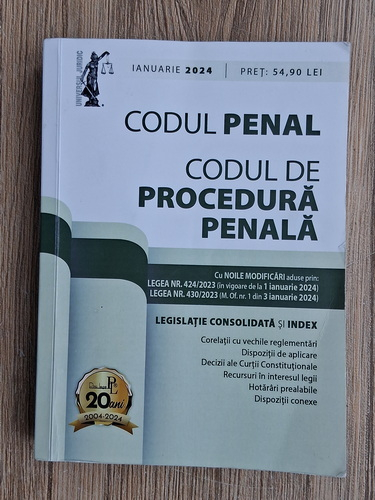 UNIVERSUL JURIDIC
IANUARIE 2024 | PREȚ: 54,90 LEI
CODUL PENAL
CODUL DE
PROCEDURĂ
PENALĂ
Cu NOILE MODIFICĂRI aduse prin:
LEGEA NR. 424/2023 (în vigoare de la 1 ianuarie 2024)
LEGEA NR. 430/2023 (M. Of. nr. 1 din 3 ianuarie 2024)
LEGISLAȚIE CONSOLIDATĂ ȘI INDEX
Corelații cu vechile reglementări
Dispoziții de aplicare
Decizii ale Curții Constituționale
Recursuri în interesul legii
Hotărâri prealabile
Dispoziții conexe
20 ani
2004-2024